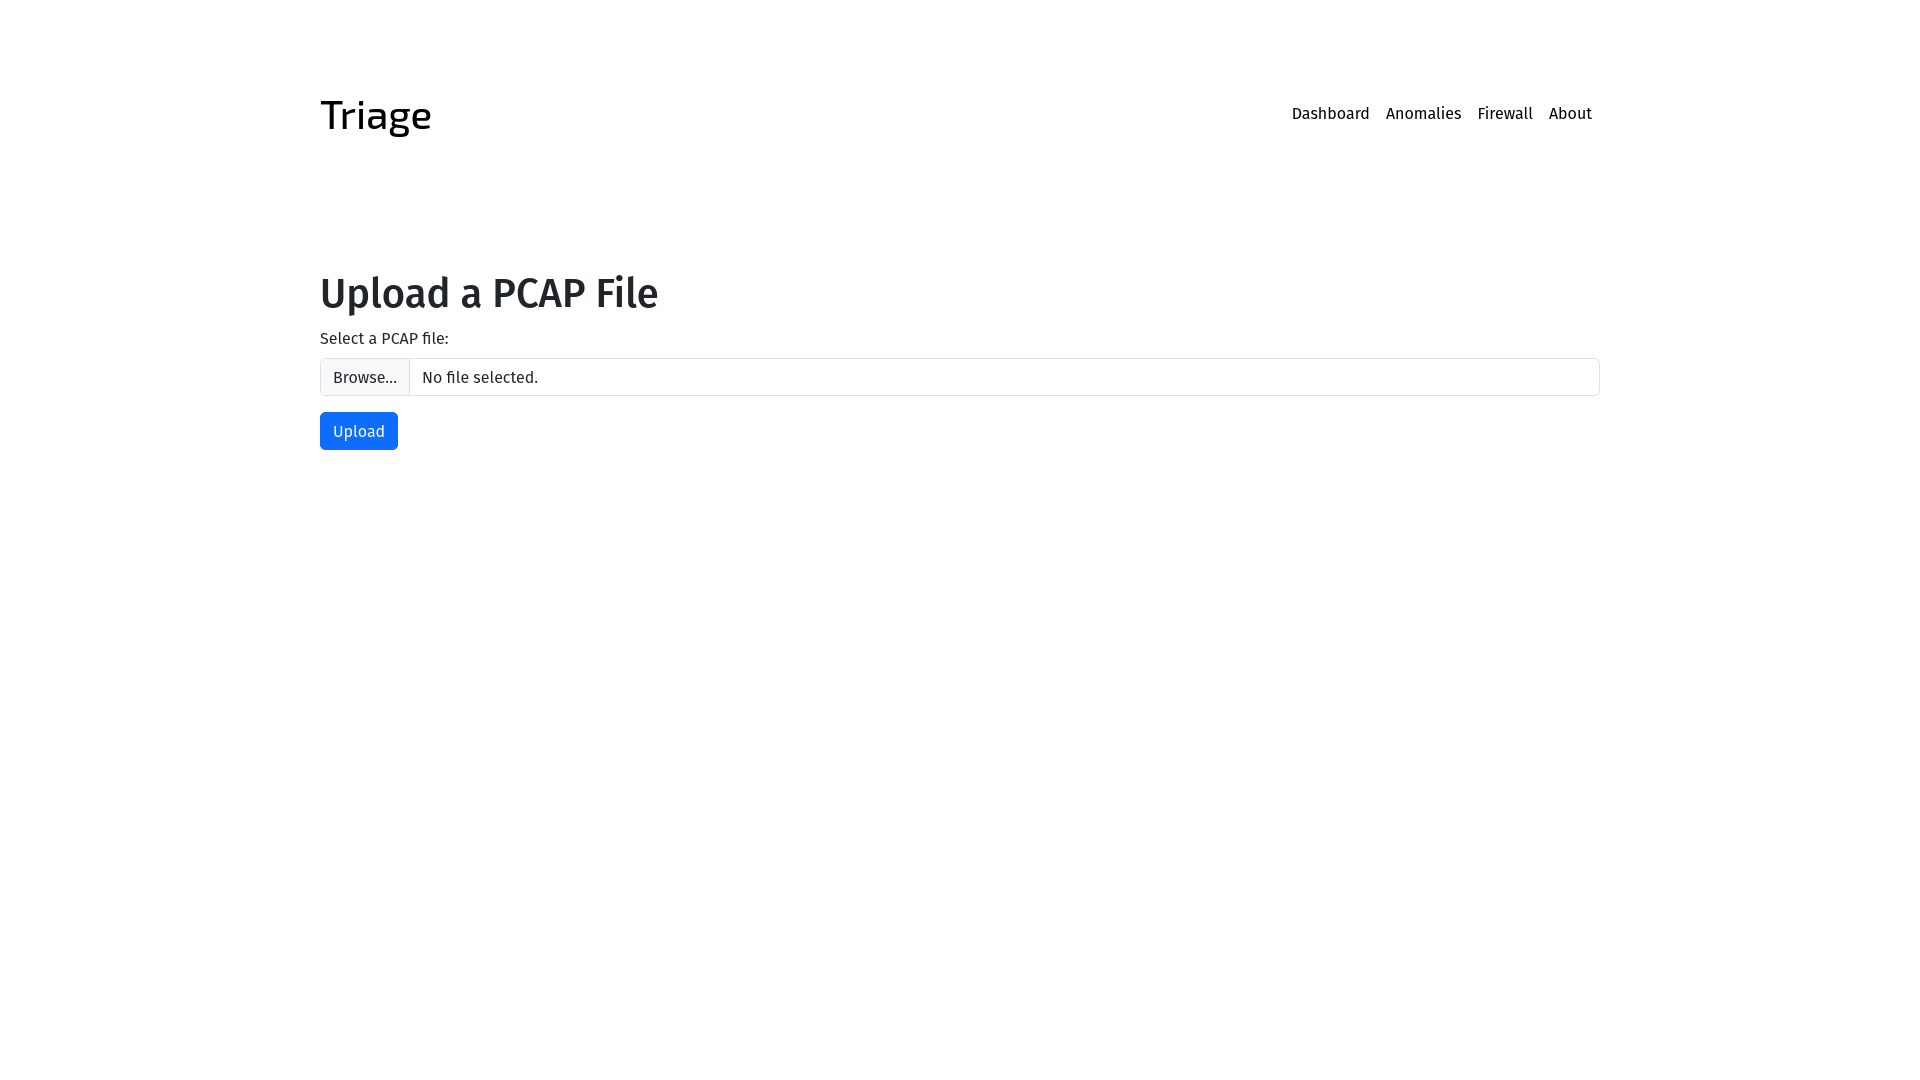 Triage
Dashboard Anomalies Firewall About
Upload a PCAP File
Select a PCAP file:
Browse... No file selected.
Upload